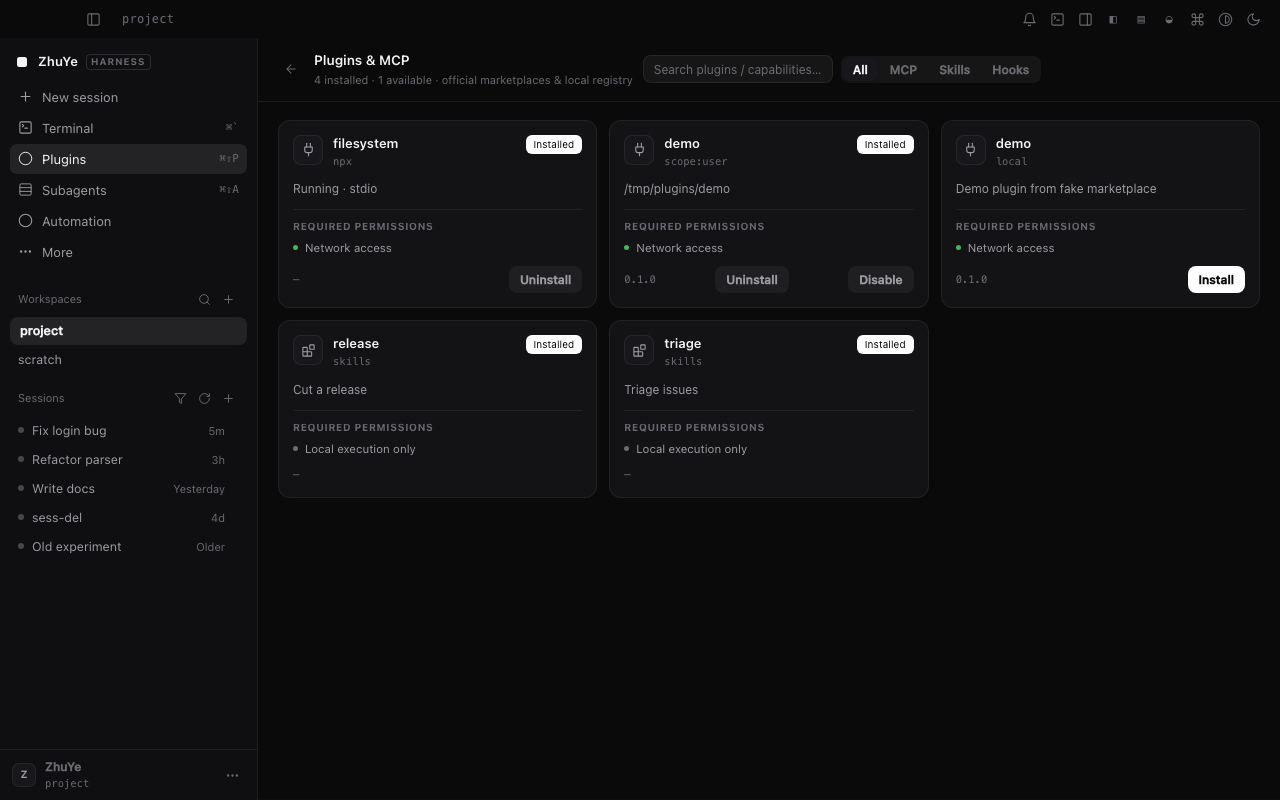 project
ZhuYe HARNESS
New session
Terminal ⌘`
Plugins ⌘⇧P
Subagents ⌘⇧A
Automation
More
Workspaces
project
scratch
Sessions
Fix login bug 5m
Refactor parser 3h
Write docs Yesterday
sess-del 4d
Old experiment Older
Z ZhuYe
project
Plugins & MCP
4 installed · 1 available · official marketplaces & local registry
Search plugins / capabilities...
All MCP Skills Hooks
filesystem Installed
npx
Running · stdio
REQUIRED PERMISSIONS
Network access
— Uninstall
demo Installed
scope:user
/tmp/plugins/demo
REQUIRED PERMISSIONS
Network access
0.1.0 Uninstall Disable
demo
local
Demo plugin from fake marketplace
REQUIRED PERMISSIONS
Network access
0.1.0 Install
release Installed
skills
Cut a release
REQUIRED PERMISSIONS
Local execution only
—
triage Installed
skills
Triage issues
REQUIRED PERMISSIONS
Local execution only
—